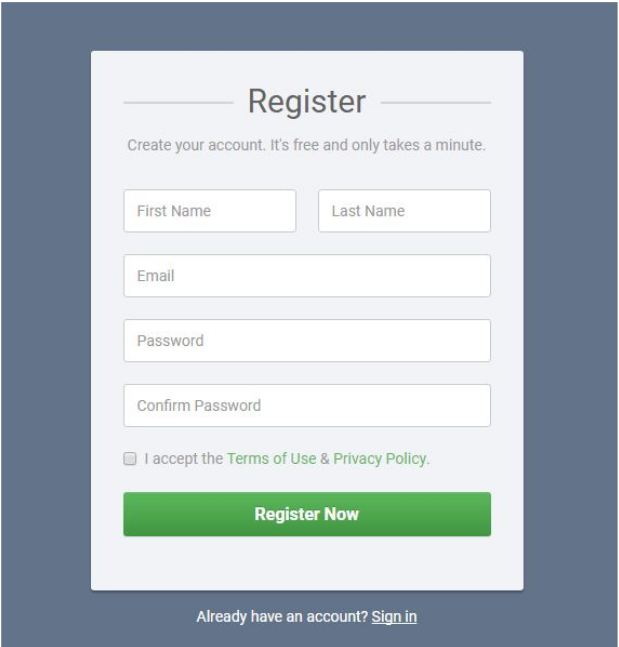 Register
Create your account. It's free and only takes a minute.
First Name Last Name
Email
Password
Confirm Password
I accept the Terms of Use & Privacy Policy.
Register Now
Already have an account? Sign in